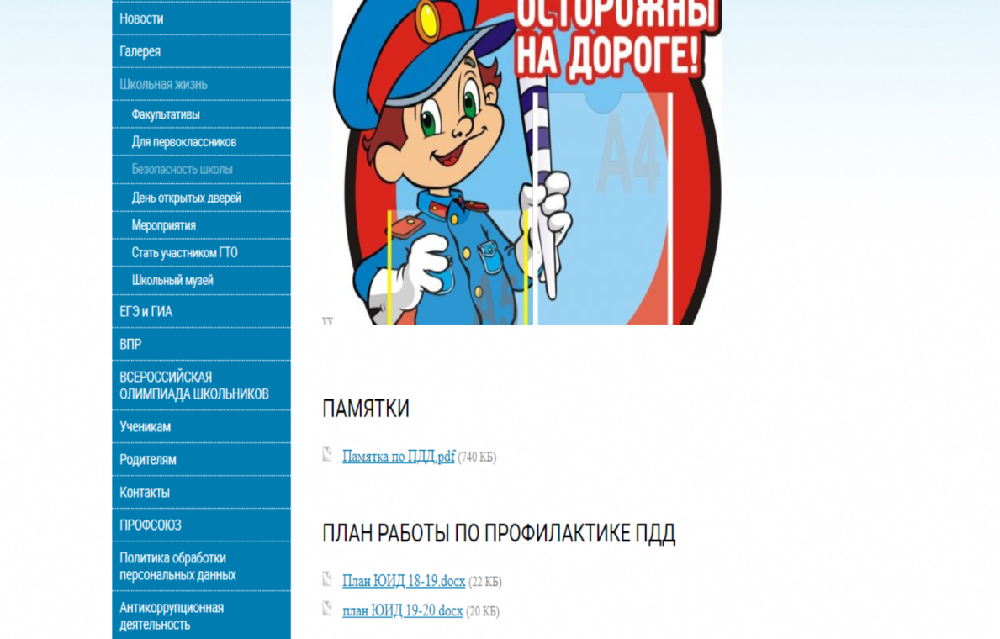 Новости
Галерея
Школьная жизнь
Факультативы
Для первоклассников
Безопасность школы
День открытых дверей
Мероприятия
Стать участником ГТО
Школьный музей
ЕГЭ и ГИА
ВПР
ВСЕРОССИЙСКАЯ
ОЛИМПИАДА ШКОЛЬНИКОВ
Ученикам
Родителям
Контакты
ПРОФСОЮЗ
Политика обработки
персональных данных
Антикоррупционная
деятельность
ОСТОРОЖНЫ
НА ДОРОГЕ!
А4
А5
vv
ПАМЯТКИ
Памятка по ПДД.pdf (740 КБ)
ПЛАН РАБОТЫ ПО ПРОФИЛАКТИКЕ ПДД
План ЮИД 18-19.docx (22 КБ)
план ЮИД 19-20.docx (20 КБ)